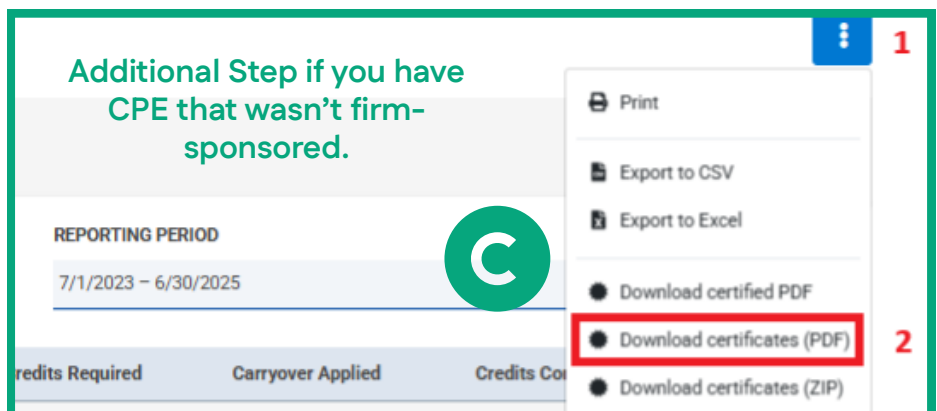 1
Additional Step if you have
CPE that wasn't firm-
sponsored.
Print
Export to CSV
Export to Excel
REPORTING PERIOD
7/1/2023 – 6/30/2025
C
Download certified PDF
Download certificates (PDF)
2
Download certificates (ZIP)
redits Required
Carryover Applied
Credits Co